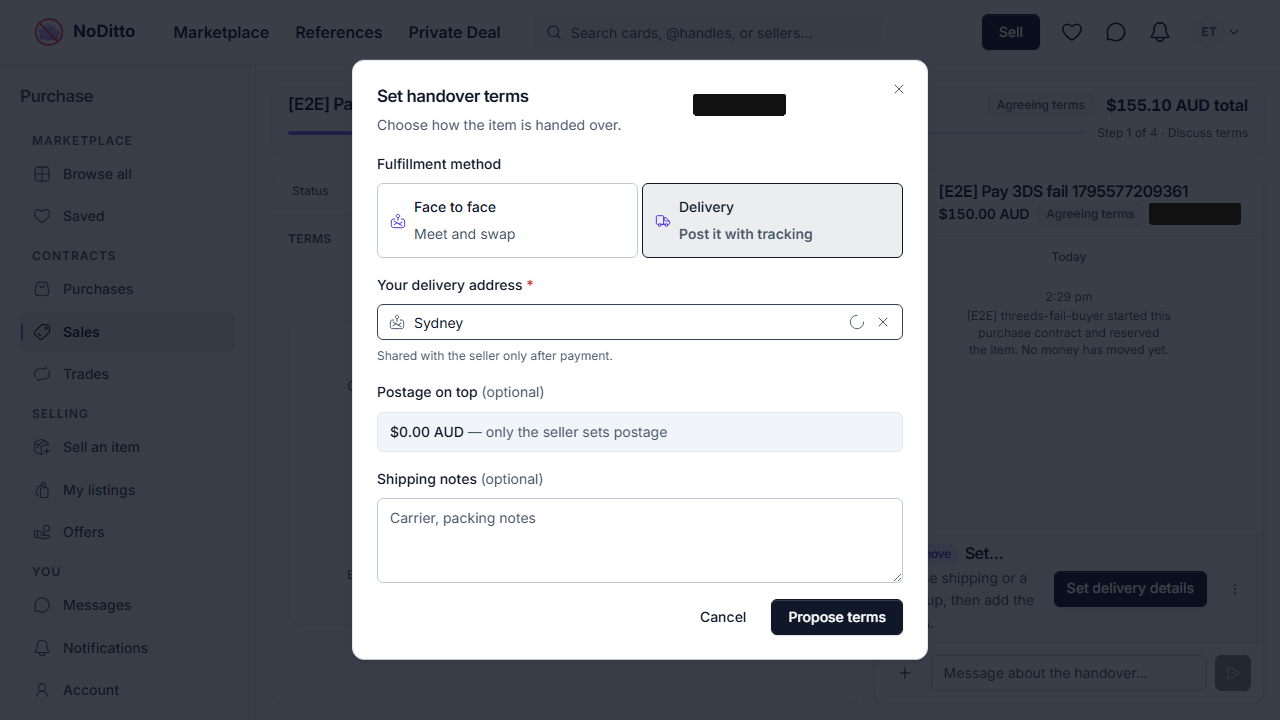 NoDitto
Marketplace
References
Private Deal
Search cards, @handles, or sellers...
Sell
ET
Purchase
MARKETPLACE
Browse all
Saved
CONTRACTS
Purchases
Sales
Trades
SELLING
Sell an item
My listings
Offers
YOU
Messages
Notifications
Account
[E2E] Pa
Agreeing terms
$155.10 AUD total
Step 1 of 4 · Discuss terms
Status
TERMS
Set handover terms
Choose how the item is handed over.
Fulfillment method
Face to face
Meet and swap
Delivery
Post it with tracking
Your delivery address *
Sydney
Shared with the seller only after payment.
Postage on top (optional)
$0.00 AUD — only the seller sets postage
Shipping notes (optional)
Carrier, packing notes
Cancel
Propose terms
[E2E] Pay 3DS fail 1795577209361
$150.00 AUD
Agreeing terms
Today
2:29 pm
[E2E] threeds-fail-buyer started this
purchase contract and reserved
the item. No money has moved yet.
Set...
shipping or a
then add the
Set delivery details
Message about the handover...